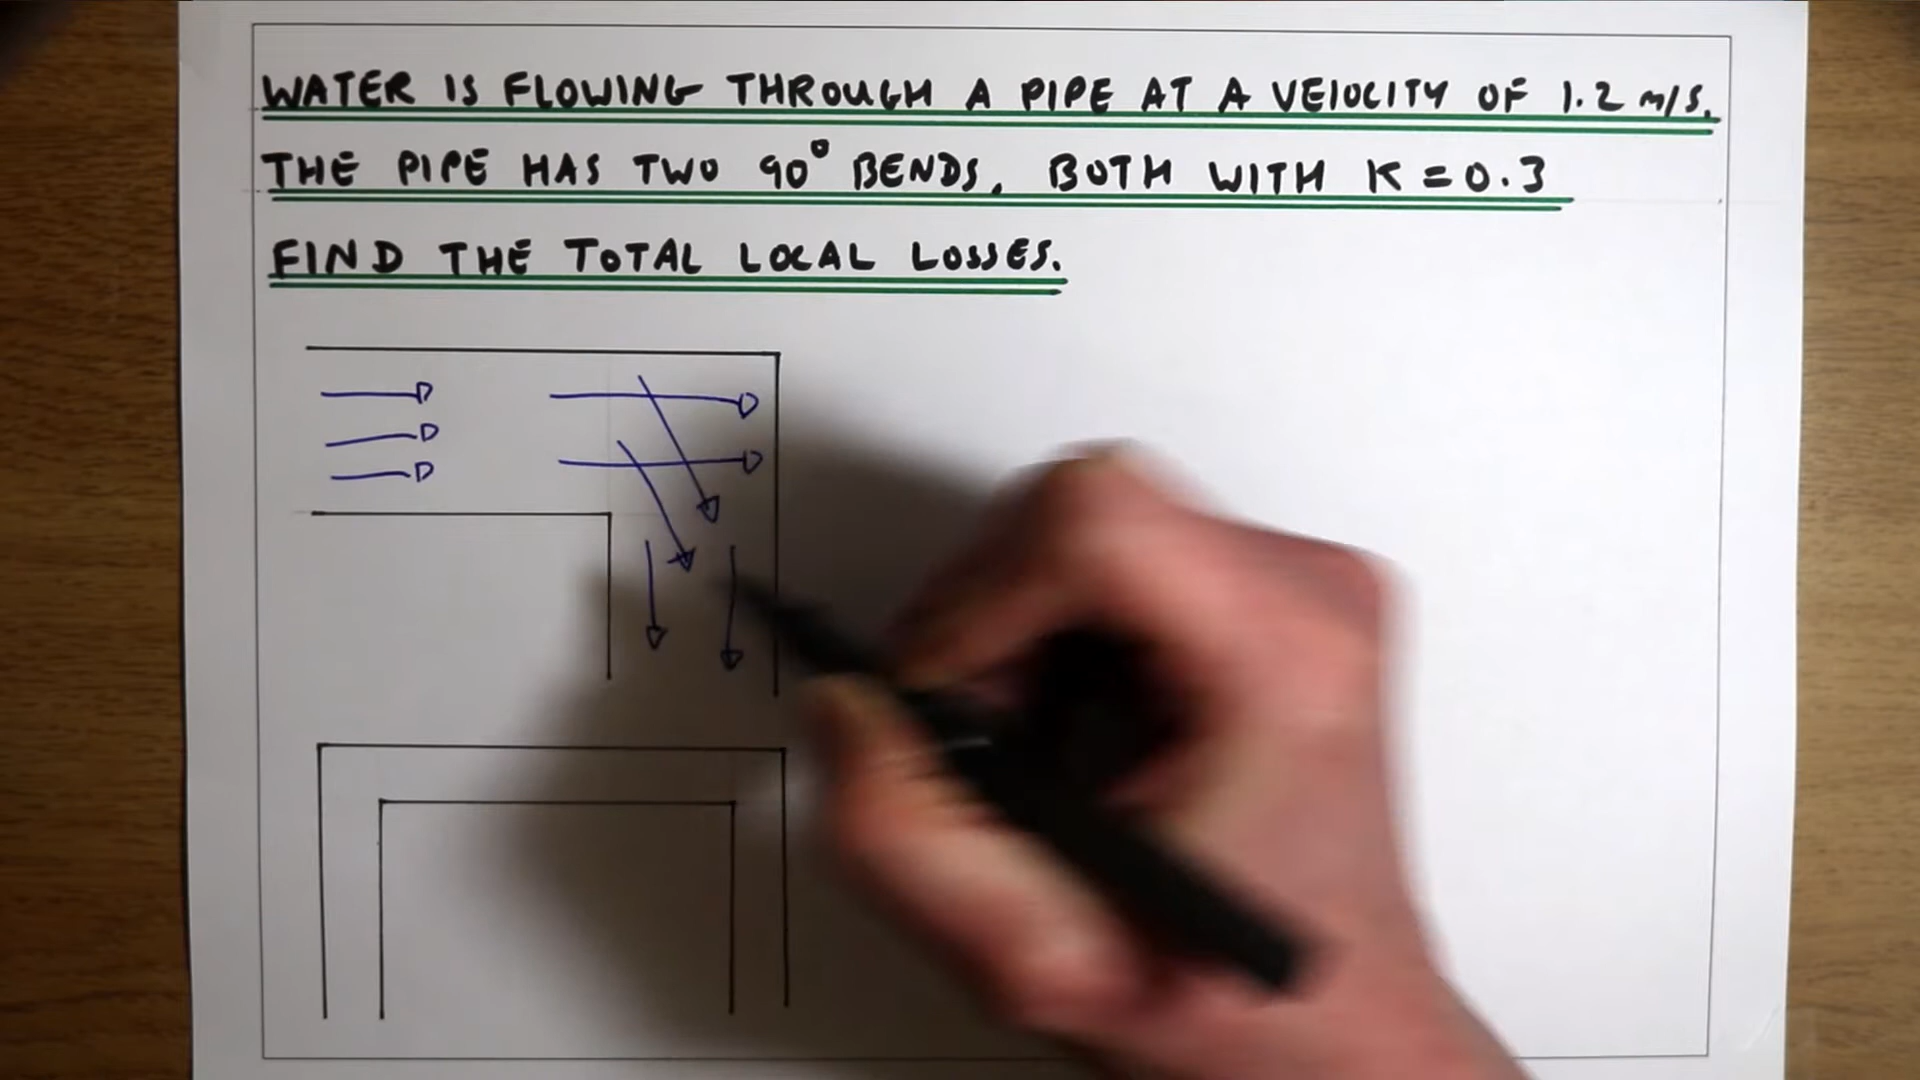 WATER IS FLOWING THROUGH A PIPE AT A VELOCITY OF 1.2 m/s.
THE PIPE HAS TWO 90° BENDS, BOTH WITH K = 0.3
FIND THE TOTAL LOCAL LOSSES.